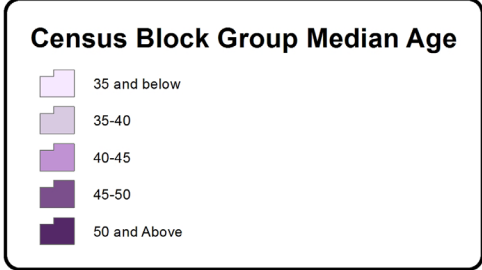 Census Block Group Median Age
35 and below
35-40
40-45
45-50
50 and Above